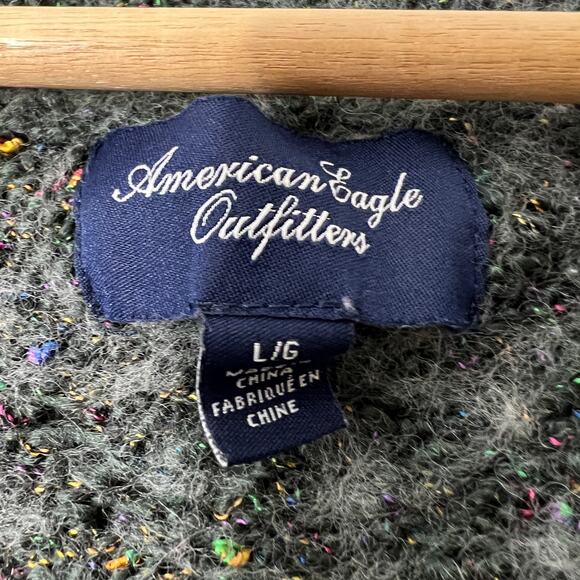 American Eagle
Outfitters
L/G
CHINA
FABRIQUÉ EN
CHINE